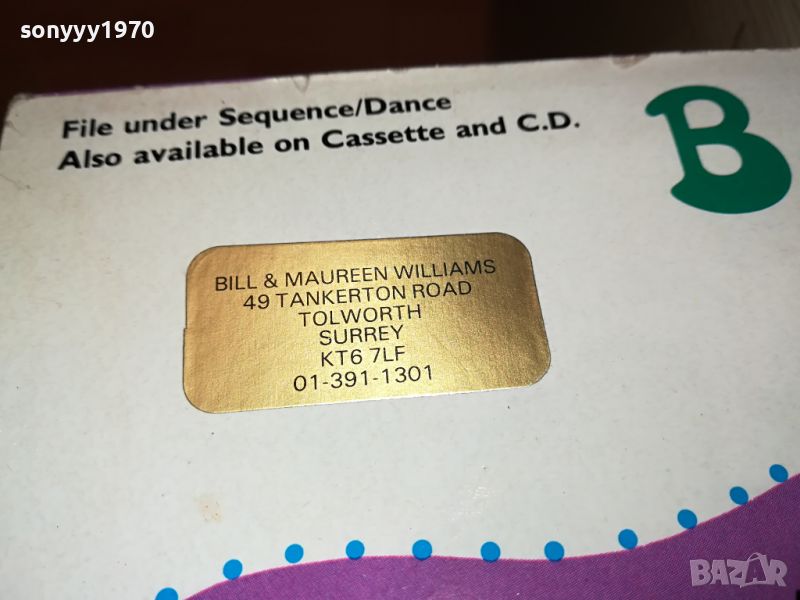 sonyyy1970
File under Sequence/Dance
Also available on Cassette and C.D.
B
BILL & MAUREEN WILLIAMS
49 TANKERTON ROAD
TOLWORTH
SURREY
KT6 7LF
01-391-1301
BAZAR